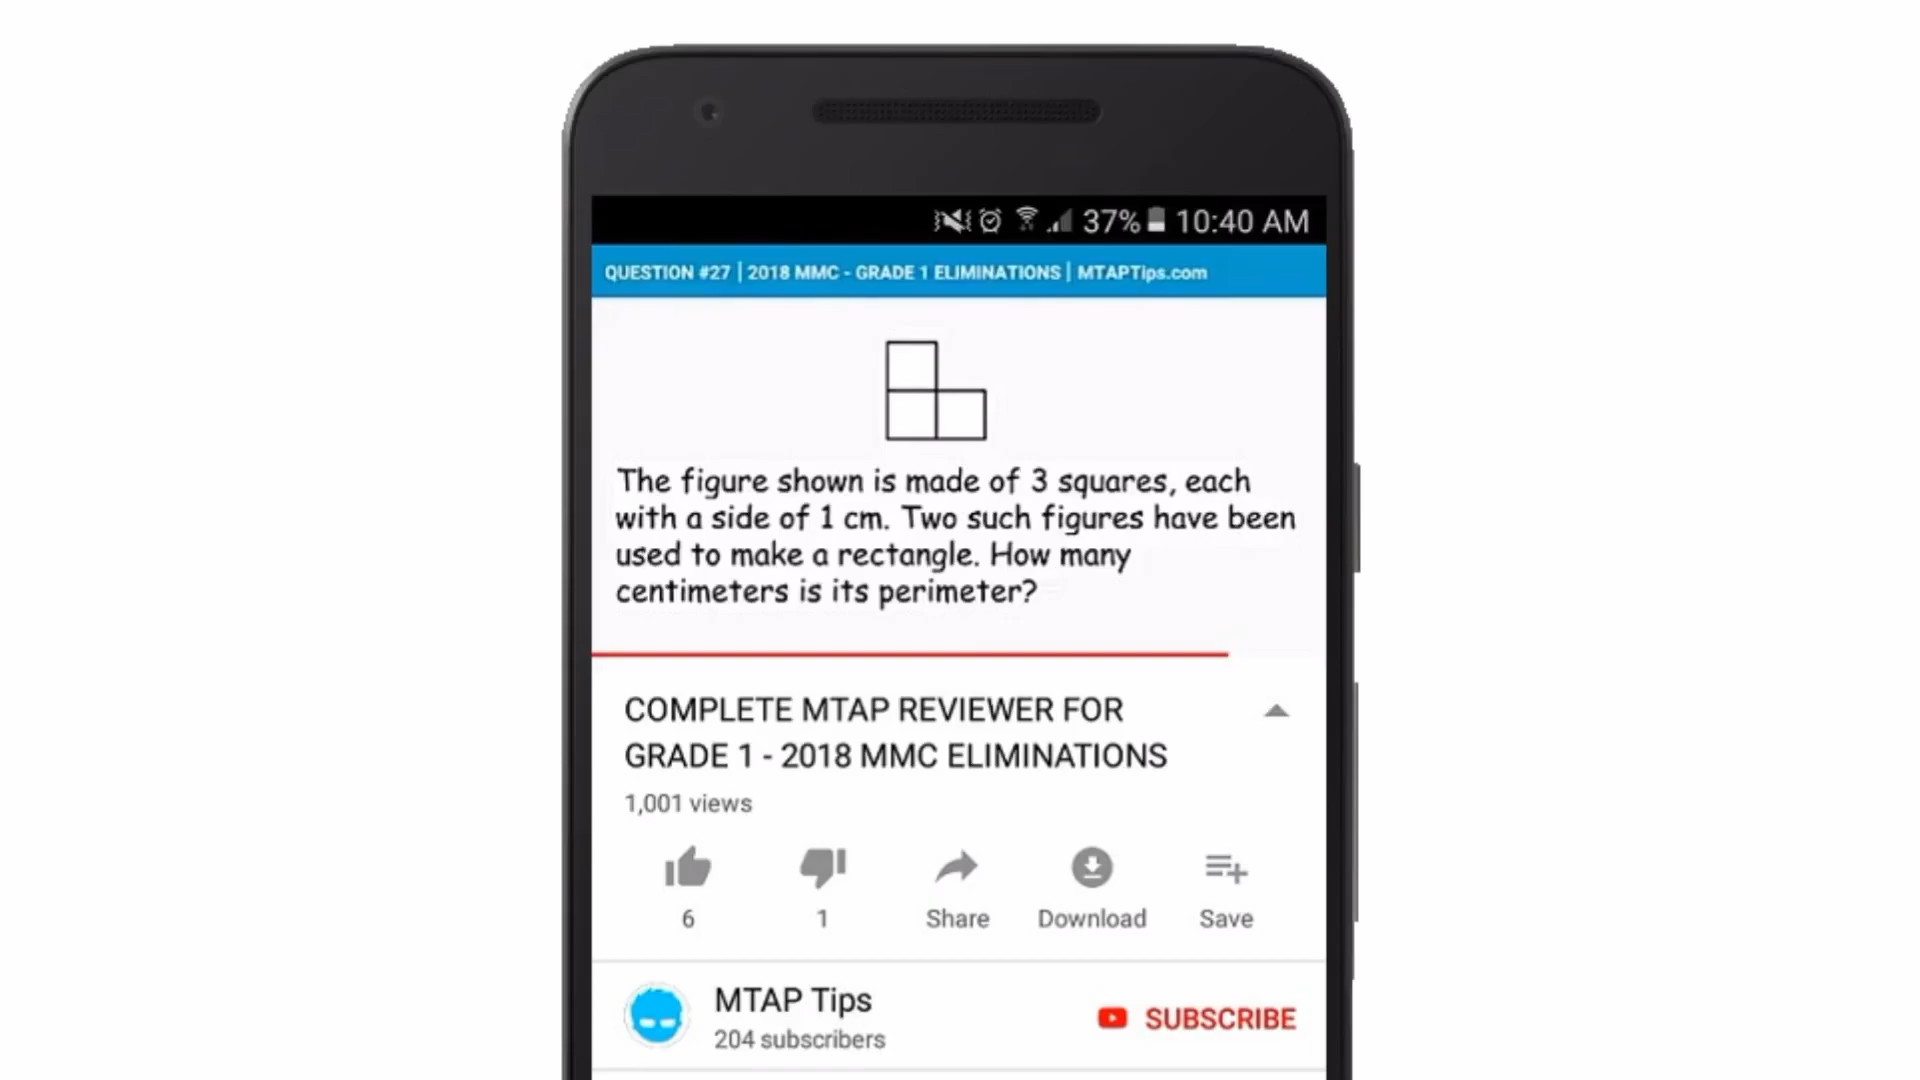 37% 10:40 AM
QUESTION #27 | 2018 MMC - GRADE 1 ELIMINATIONS | MTAPTips.com
The figure shown is made of 3 squares, each
with a side of 1 cm. Two such figures have been
used to make a rectangle. How many
centimeters is its perimeter?
COMPLETE MTAP REVIEWER FOR
GRADE 1 - 2018 MMC ELIMINATIONS
1,001 views
6 1 Share Download Save
MTAP Tips
204 subscribers
SUBSCRIBE